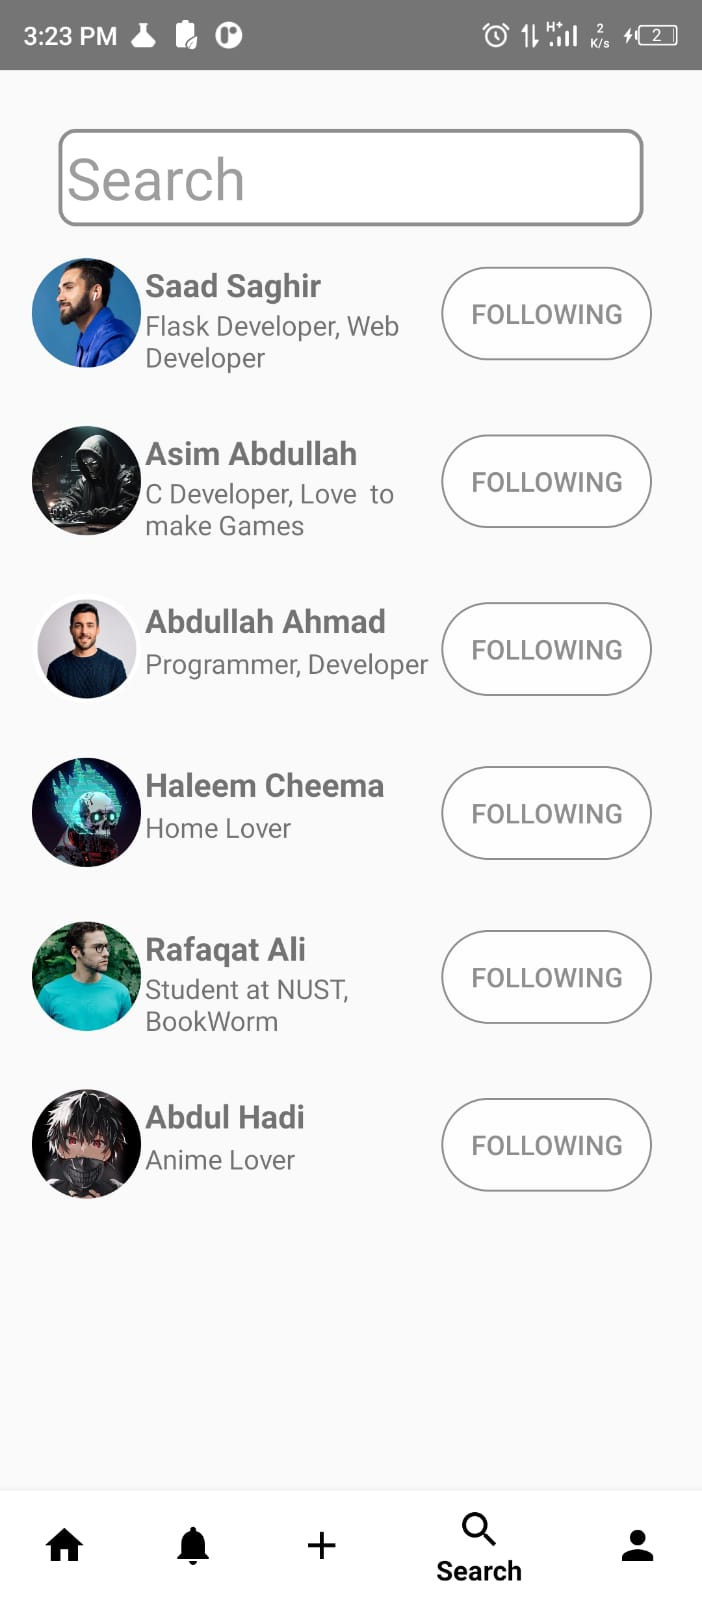 3:23 PM
H+
2
K/s
2
Search
Saad Saghir
Flask Developer, Web
Developer
FOLLOWING
Asim Abdullah
C Developer, Love  to
make Games
FOLLOWING
Abdullah Ahmad
Programmer, Developer
FOLLOWING
Haleem Cheema
Home Lover
FOLLOWING
Rafaqat Ali
Student at NUST,
BookWorm
FOLLOWING
Abdul Hadi
Anime Lover
FOLLOWING
Search